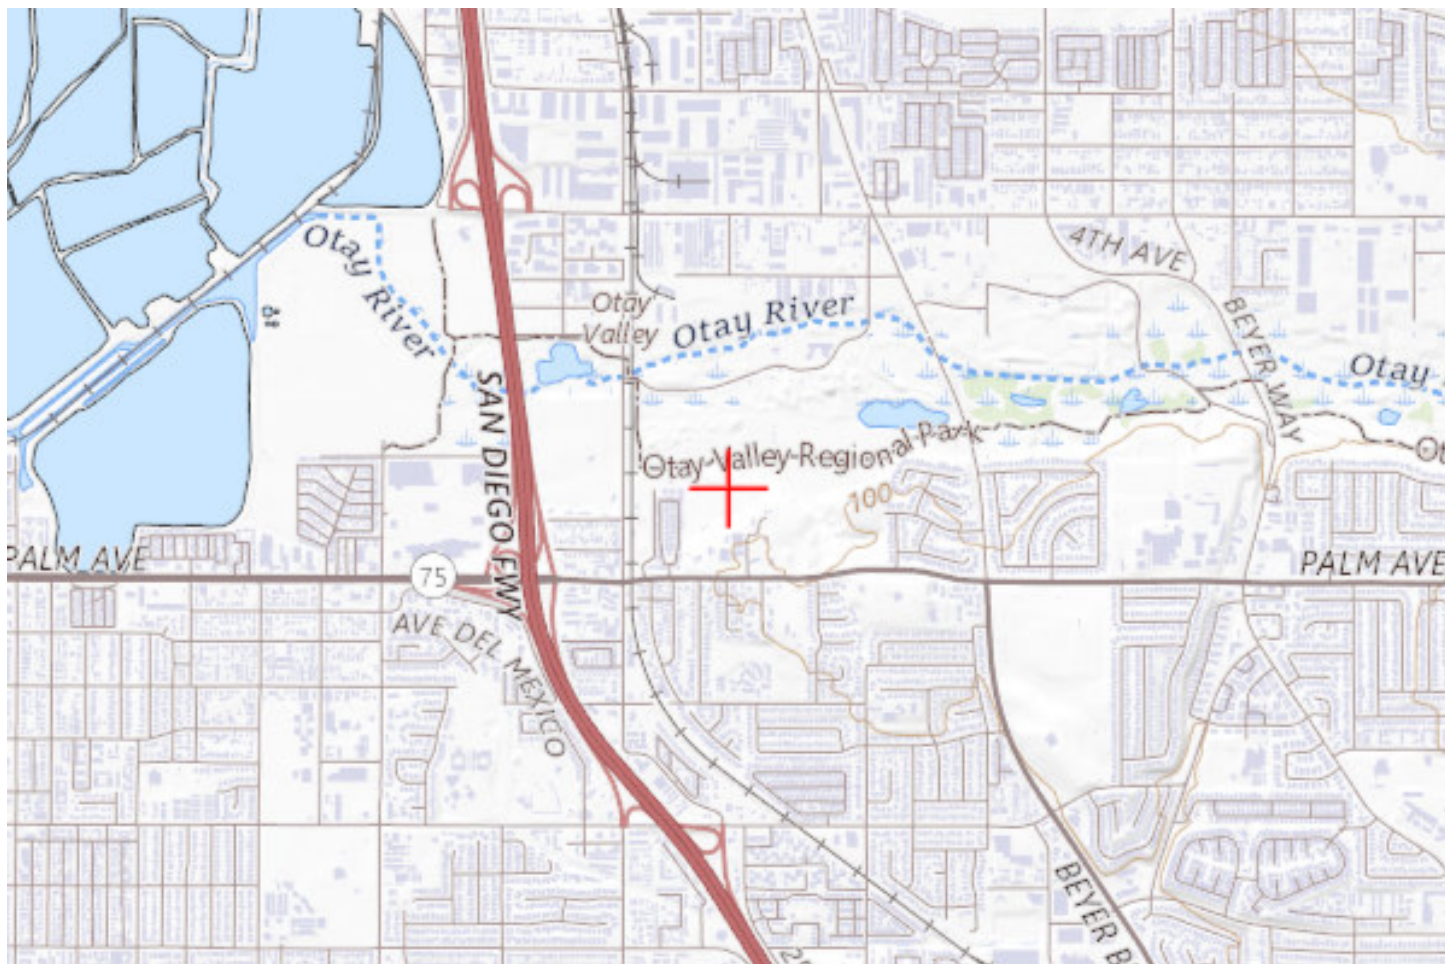 4TH AVE
Otay River
Otay
Valley
Otay River
BEYER WAY
Otay
SAN DIEGO FWY
Otay-Valley-Regional-Park
100
PALM AVE
75
PALM AVE
AVE DEL MEXICO
BEYER B